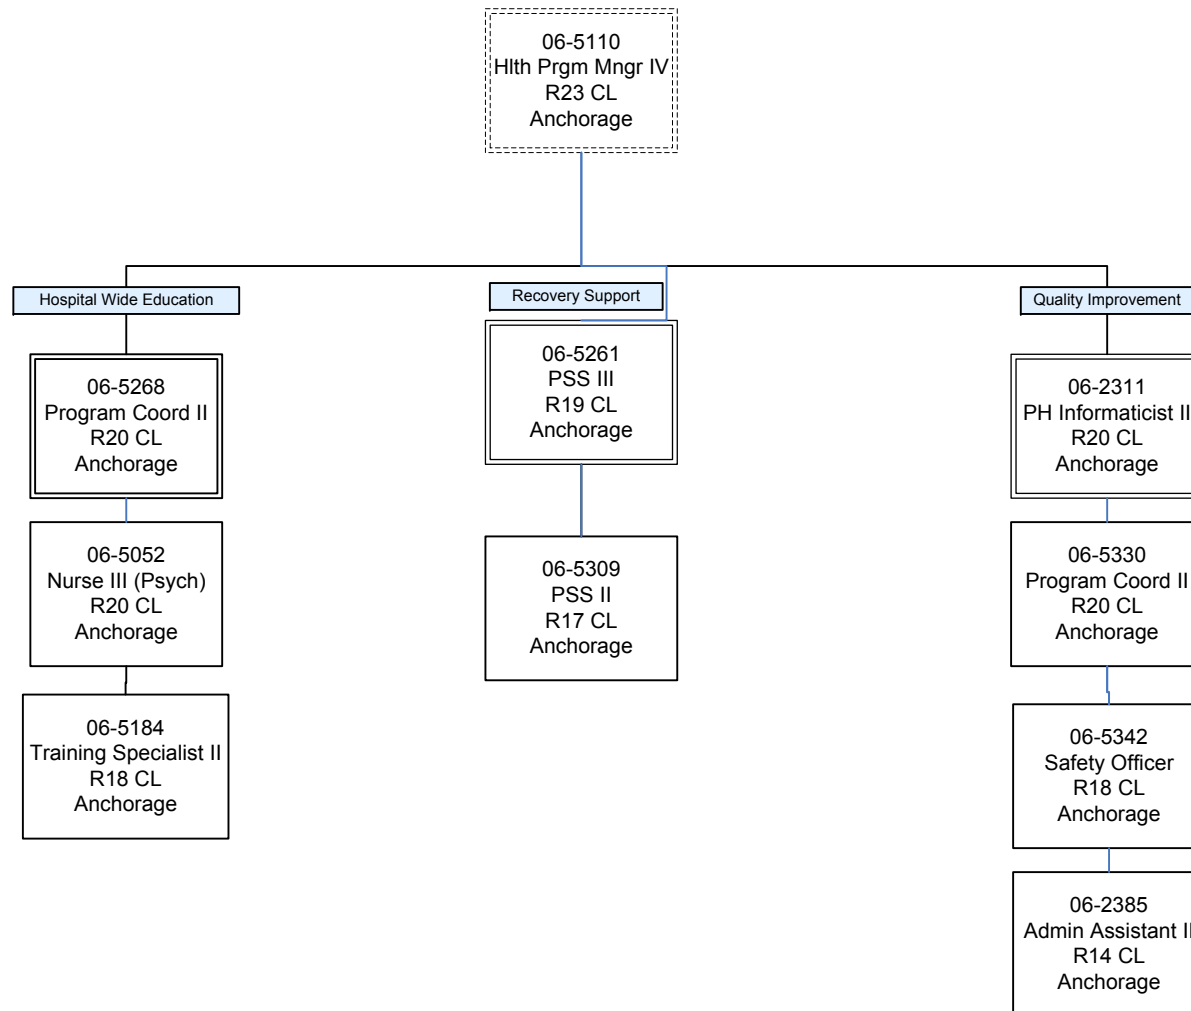 06-5110
Hlth Prgm Mngr IV
R23 CL
Anchorage
Hospital Wide Education
Recovery Support
Quality Improvement
06-5268
Program Coord II
R20 CL
Anchorage
06-5261
PSS III
R19 CL
Anchorage
06-2311
PH Informaticist II
R20 CL
Anchorage
06-5052
Nurse III (Psych)
R20 CL
Anchorage
06-5309
PSS II
R17 CL
Anchorage
06-5330
Program Coord II
R20 CL
Anchorage
06-5184
Training Specialist II
R18 CL
Anchorage
06-5342
Safety Officer
R18 CL
Anchorage
06-2385
Admin Assistant II
R14 CL
Anchorage